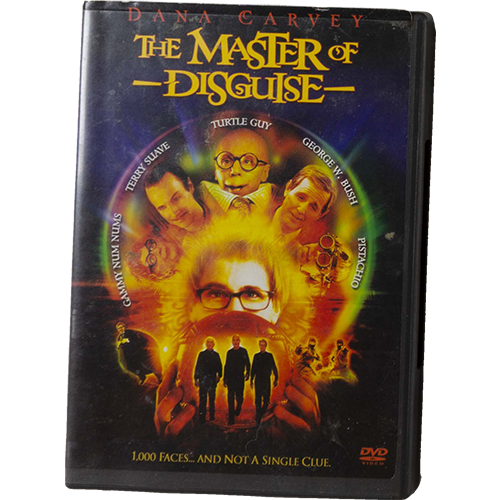 DANA CARVEY
THE MASTER OF
DISGUISE
TURTLE GUY
TERRY SUAVE
GEORGE W. BUSH
GAMMY NUM NUMS
PISTACHIO
1,000 FACES... AND NOT A SINGLE CLUE.
DVD
VIDEO